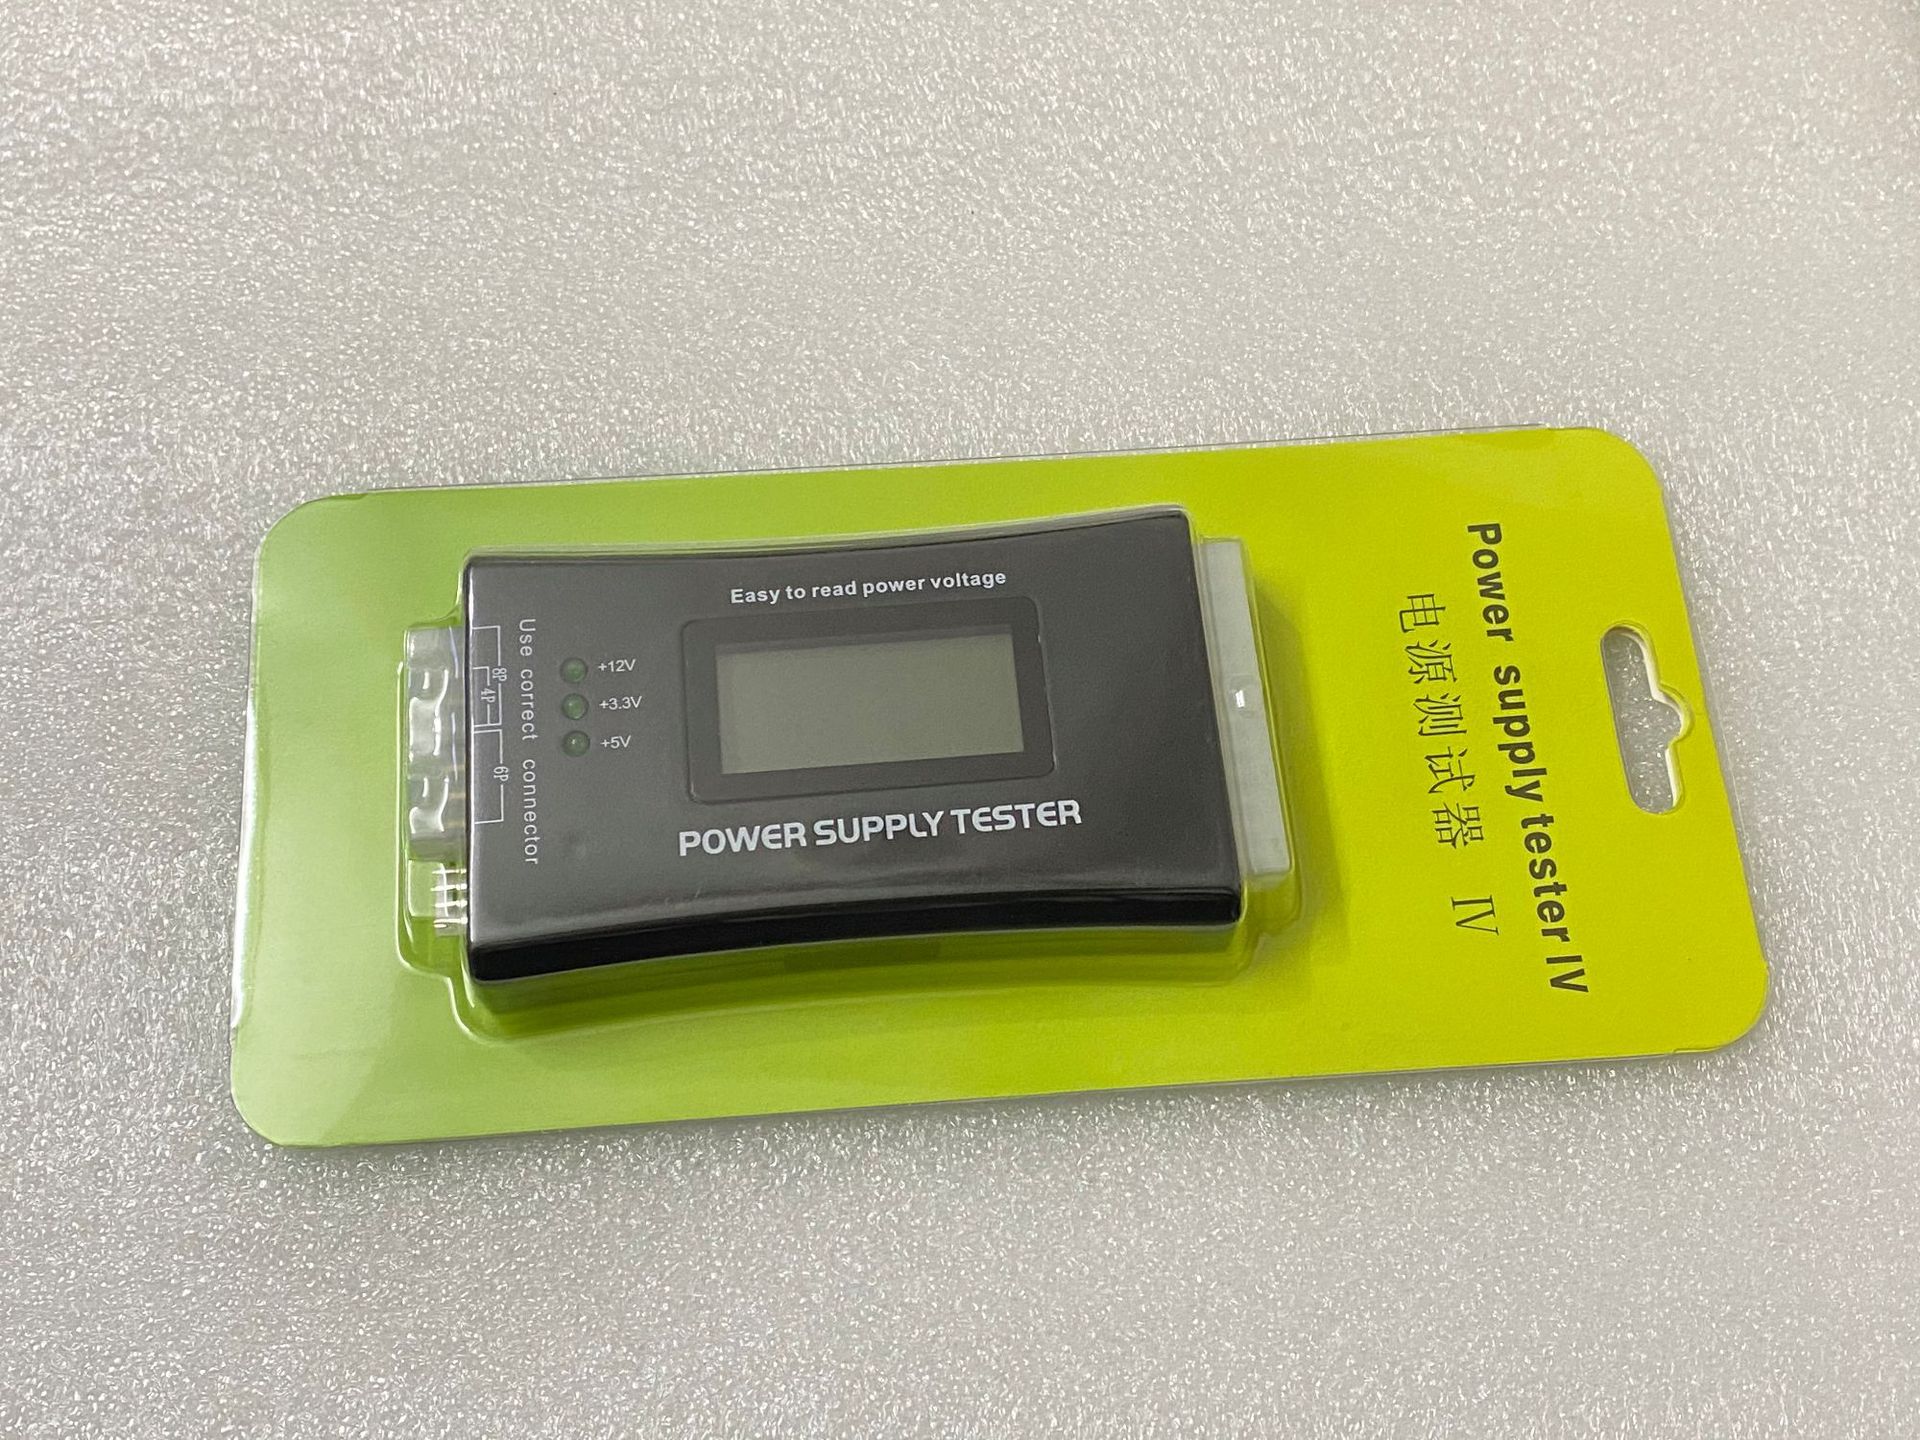 Easy to read power voltage
+12V
+3.3V
+5V
POWER SUPPLY TESTER
Use correct connector
8P
4P
6P
Power supply tester IV
电源测试器 IV